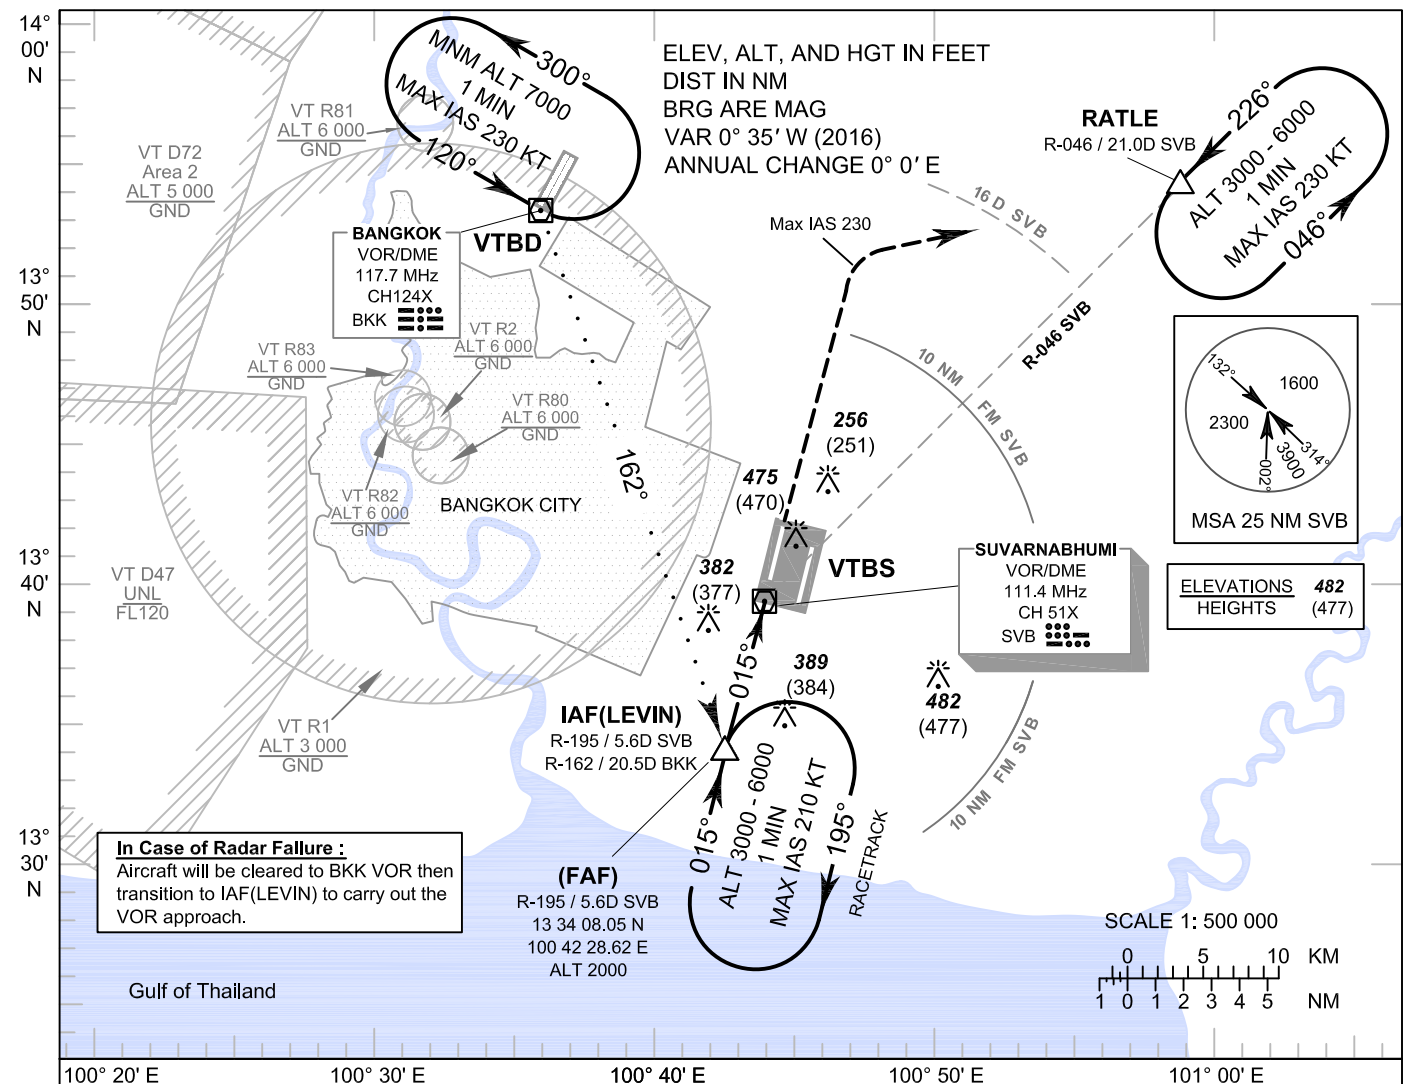 14°
00'
N
13°
50'
N
13°
40'
N
13°
30'
N
100° 20' E
100° 30' E
100° 40' E
100° 50' E
101° 00' E
MNM ALT 7000
1 MIN
MAX IAS 230 KT
300°
120°
ELEV, ALT, AND HGT IN FEET
DIST IN NM
BRG ARE MAG
VAR 0° 35' W (2016)
ANNUAL CHANGE 0° 0' E
RATLE
R-046 / 21.0D SVB
226°
ALT 3000 - 6000
1 MIN
MAX IAS 230 KT
046°
VT R81
ALT 6 000
GND
VT D72
Area 2
ALT 5 000
GND
BANGKOK
VOR/DME
117.7 MHz
CH124X
BKK
VTBD
Max IAS 230
16 D SVB
R-046 SVB
10 NM FM SVB
132°
1600
2300
3900
314°
002°
MSA 25 NM SVB
VT R2
ALT 6 000
GND
VT R83
ALT 6 000
GND
VT R80
ALT 6 000
GND
VT R82
ALT 6 000
GND
BANGKOK CITY
162°
256
(251)
475
(470)
382
(377)
VTBS
SUVARNABHUMI
VOR/DME
111.4 MHz
CH 51X
SVB
ELEVATIONS 482
HEIGHTS (477)
VT D47
UNL
FL120
015°
389
(384)
482
(477)
10 NM FM SVB
VT R1
ALT 3 000
GND
IAF(LEVIN)
R-195 / 5.6D SVB
R-162 / 20.5D BKK
015°
ALT 3000 - 6000
1 MIN
MAX IAS 210 KT
195°
RACETRACK
In Case of Radar Failure :
Aircraft will be cleared to BKK VOR then
transition to IAF(LEVIN) to carry out the
VOR approach.
(FAF)
R-195 / 5.6D SVB
13 34 08.05 N
100 42 28.62 E
ALT 2000
Gulf of Thailand
SCALE 1: 500 000
0 5 10 KM
1 0 1 2 3 4 5 NM